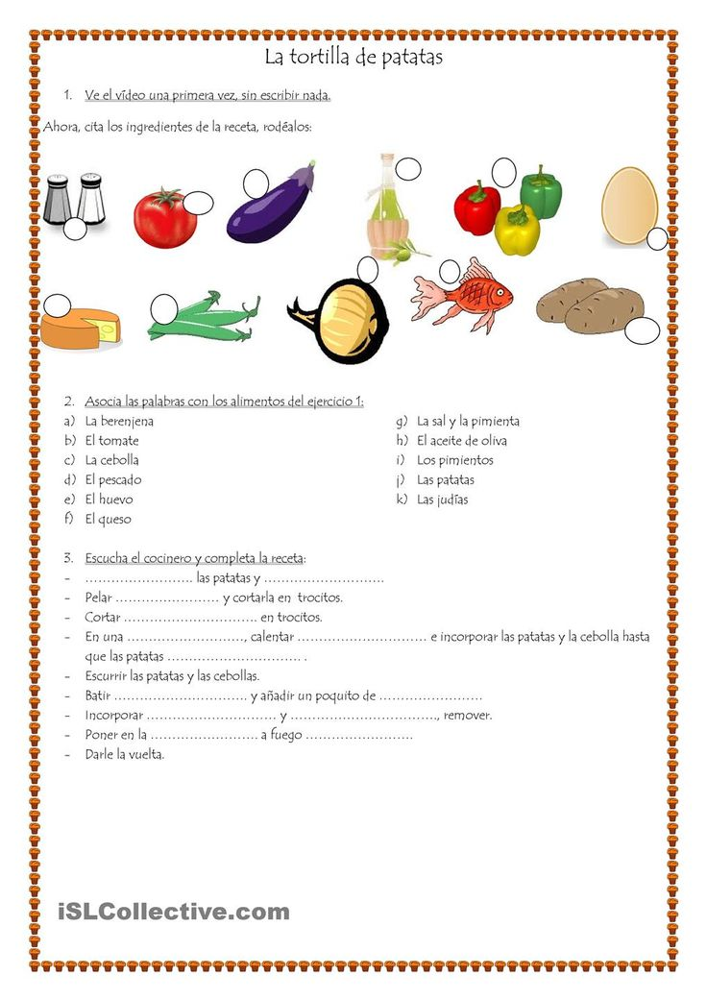 La tortilla de patatas
1. Ve el vídeo una primera vez, sin escribir nada.
Ahora, cita los ingredientes de la receta, rodéalos:
2. Asocia las palabras con los alimentos del ejercicio 1:
a) La berenjena
b) El tomate
c) La cebolla
d) El pescado
e) El huevo
f) El queso
g) La sal y la pimienta
h) El aceite de oliva
i) Los pimientos
j) Las patatas
k) Las judías
3. Escucha el cocinero y completa la receta:
- ……………………. las patatas y ……………………….
- Pelar …………………… y cortarla en trocitos.
- Cortar …………………………. en trocitos.
- En una ………………………, calentar ………………………… e incorporar las patatas y la cebolla hasta
que las patatas …………………………. .
- Escurrir las patatas y las cebollas.
- Batir …………………………. y añadir un poquito de ……………………
- Incorporar ………………………… y ……………………………., remover.
- Poner en la ……………………. a fuego …………………….
- Darle la vuelta.
iSLCollective.com